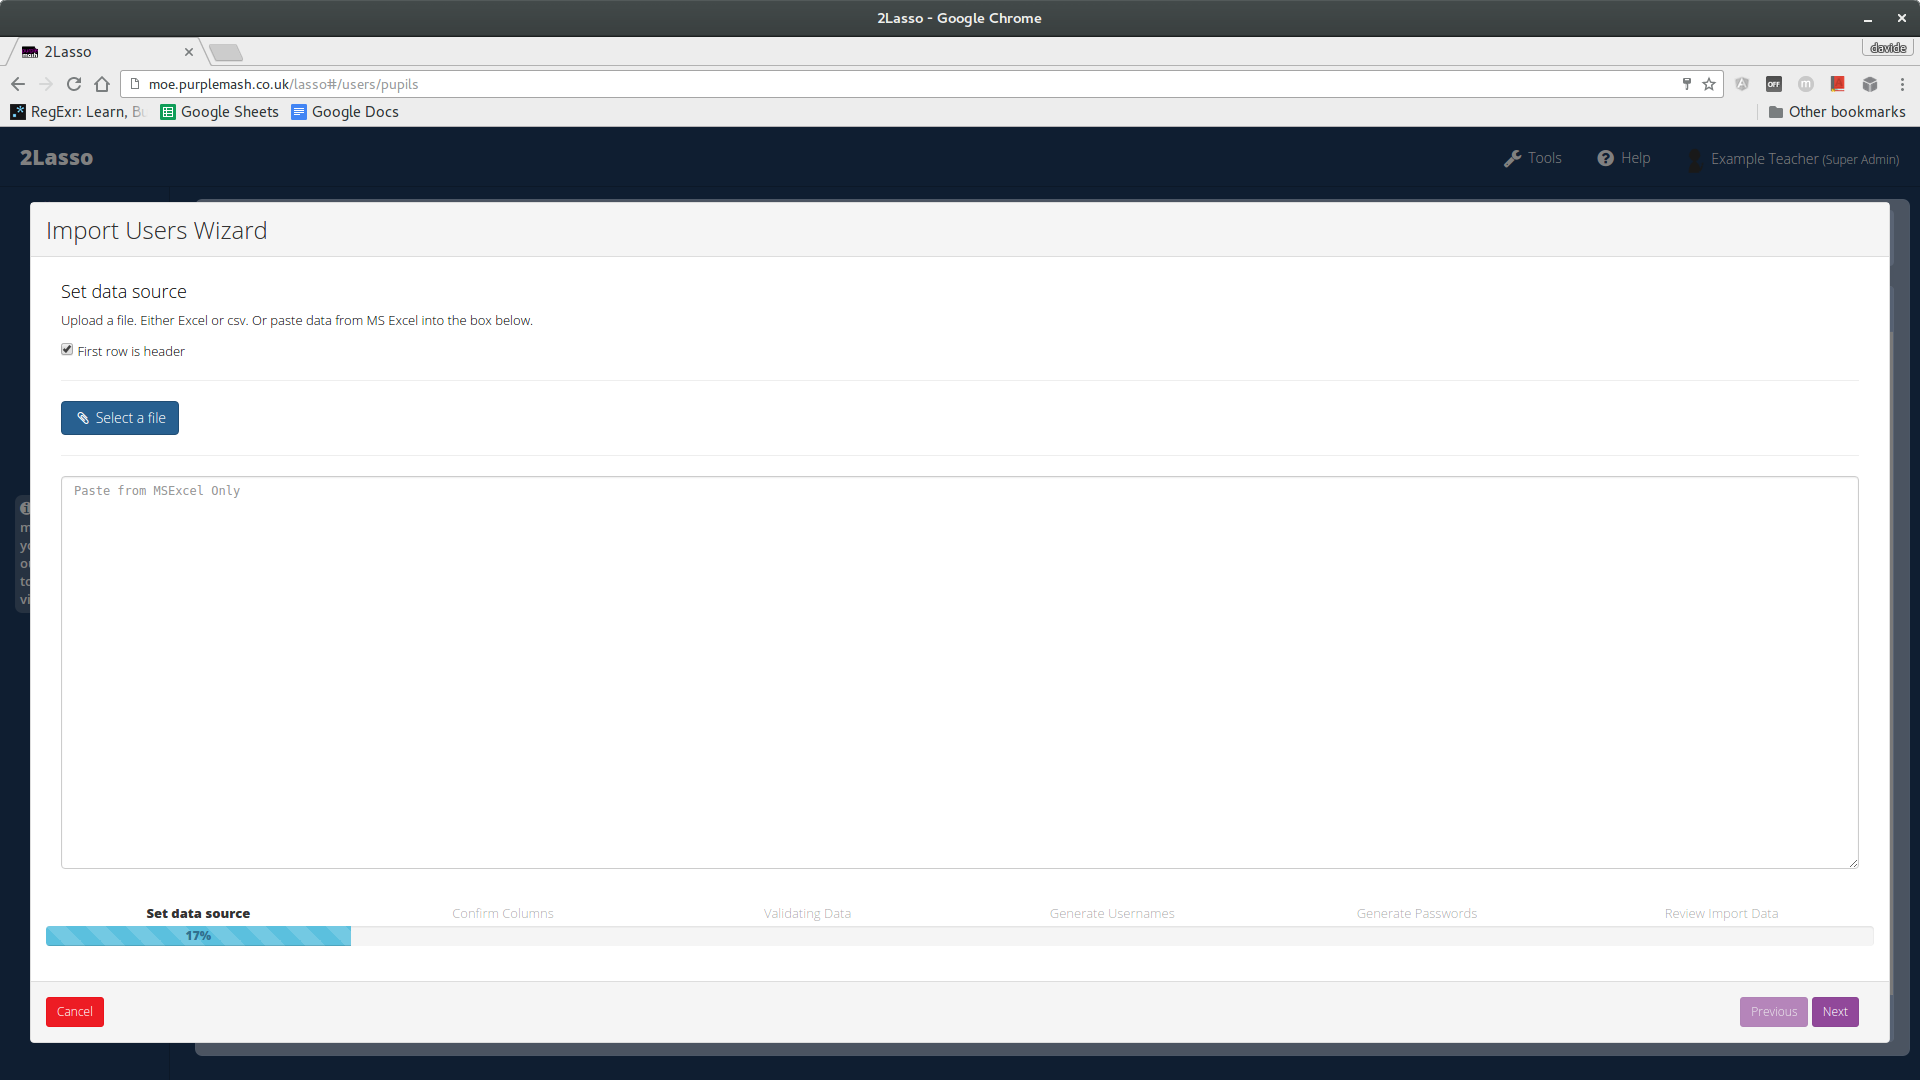 2Lasso - Google Chrome
2Lasso
davide
moe.purplemash.co.uk/lasso#/users/pupils
OFF
m
RegExr: Learn, Bu
Google Sheets
Google Docs
Other bookmarks
2Lasso
Tools
Help
Example Teacher (Super Admin)
Import Users Wizard
Set data source
Upload a file. Either Excel or csv. Or paste data from MS Excel into the box below.
First row is header
Select a file
Paste from MSExcel Only
Set data source
Confirm Columns
Validating Data
Generate Usernames
Generate Passwords
Review Import Data
17%
Cancel
Previous
Next